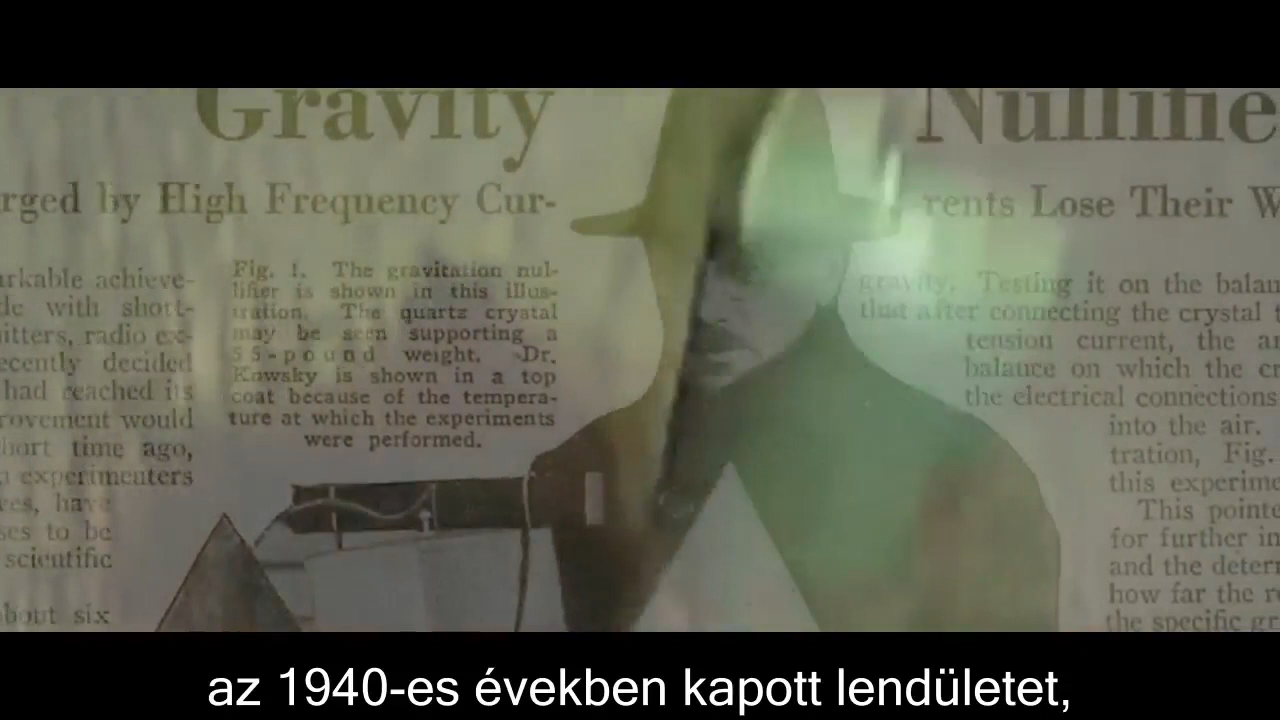 Gravity
Nullifie
rged by High Frequency Cur-
rents Lose Their W
arkable achieve-
de with short-
itters, radio ex-
ecently decided
had reached its
rovement would
hort time ago,
experimenters
ves, have
ses to be
scientific
bout six
Fig. 1. The gravitation nul-
lifier is shown in this illus-
tration. The quartz crystal
may be seen supporting a
55-pound weight. Dr.
Kowsky is shown in a top
coat because of the tempera-
ture at which the experiments
were performed.
gravity. Testing it on the balan
that after connecting the crystal t
tension current, the ar
balance on which the cr
the electrical connections
into the air.
tration, Fig.
this experime
This pointe
for further in
and the deter
how far the r
the specific gr
az 1940-es években kapott lendületet,